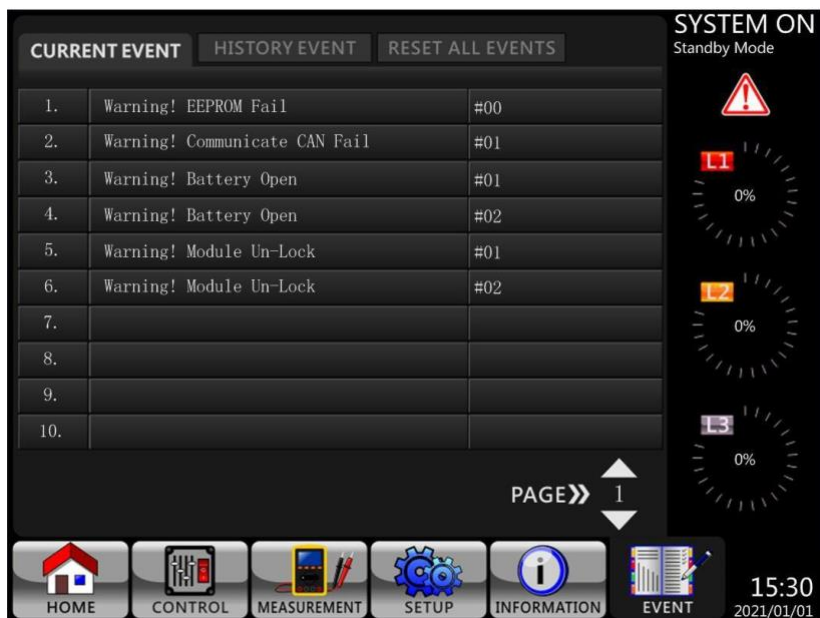 SYSTEM ON
Standby Mode
CURRENT EVENT HISTORY EVENT RESET ALL EVENTS
1. Warning! EEPROM Fail #00
2. Warning! Communicate CAN Fail #01
3. Warning! Battery Open #01
4. Warning! Battery Open #02
5. Warning! Module Un-Lock #01
6. Warning! Module Un-Lock #02
7.
8.
9.
10.
L1
0%
L2
0%
L3
0%
PAGE» 1
HOME CONTROL MEASUREMENT SETUP INFORMATION EVENT
15:30
2021/01/01